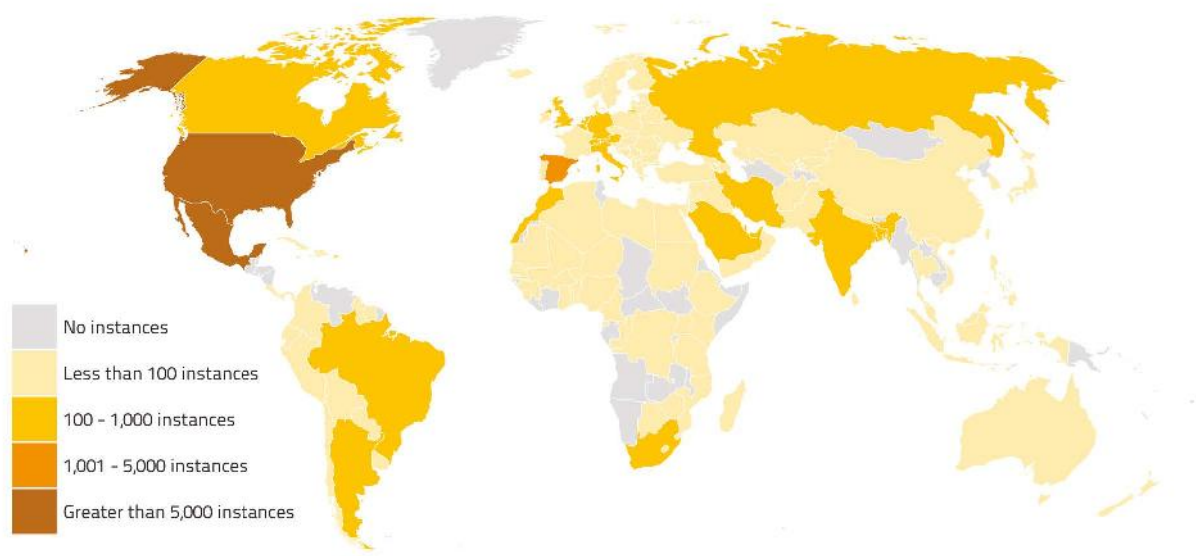 No instances
Less than 100 instances
100 - 1,000 instances
1,001 - 5,000 instances
Greater than 5,000 instances